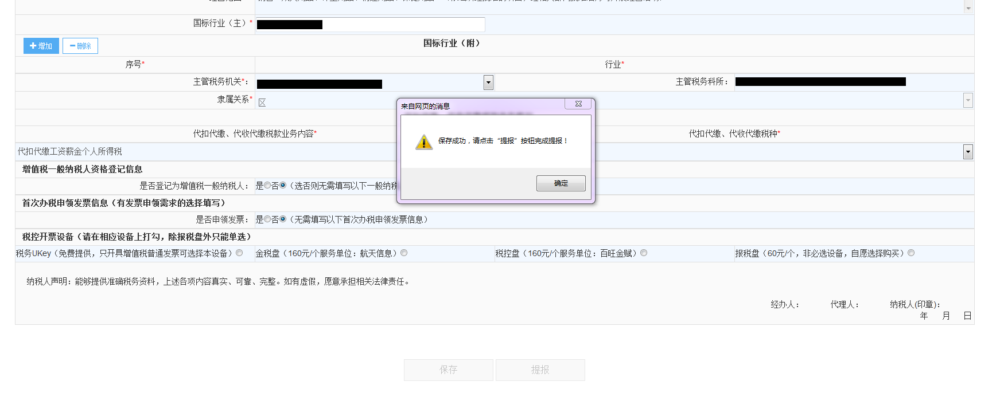 国标行业（主）*
增加 删除 国标行业（附）
序号* 行业*
主管税务机关*： 主管税务科所：
隶属关系* 区
来自网页的消息
保存成功，请点击“提报”按钮完成提报！
确定
代扣代缴、代收代缴税款业务内容* 代扣代缴、代收代缴税种*
代扣代缴工资薪金个人所得税
增值税一般纳税人资格登记信息
是否登记为增值税一般纳税人： 是 否 （选否则无需填写以下一般纳税
首次办税申领发票信息（有发票申领需求的选择填写）
是否申领发票： 是 否 （无需填写以下首次办税申领发票信息）
税控开票设备（请在相应设备上打勾，除报税盘外只能单选）
税务UKey（免费提供，只开具增值税普通发票可选择本设备） 金税盘（160元/个服务单位：航天信息） 税控盘（160元/个服务单位：百旺金赋） 报税盘（60元/个，非必选设备，自愿选择购买）
纳税人声明：能够提供准确税务资料，上述各项内容真实、可靠、完整。如有虚假，愿意承担相关法律责任。
经办人： 代理人： 纳税人(印章)：
年 月 日
保存 提报